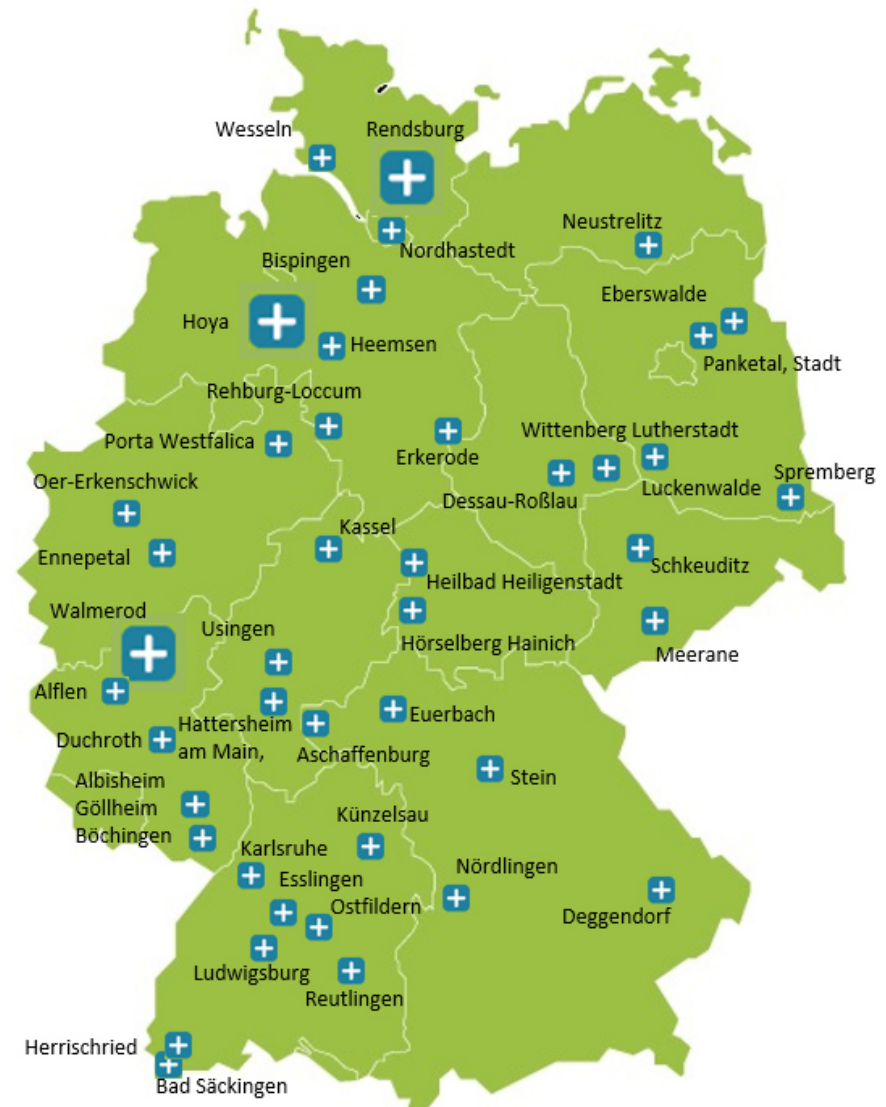 Wesseln
Rendsburg
Neustrelitz
Nordhastedt
Bispingen
Eberswalde
Hoya
Heemsen
Panketal, Stadt
Rehburg-Loccum
Porta Westfalica
Wittenberg Lutherstadt
Erkerode
Spremberg
Oer-Erkenschwick
Dessau-Roßlau
Luckenwalde
Kassel
Ennepetal
Schkeuditz
Heilbad Heiligenstadt
Walmerod
Usingen
Hörselberg Hainich
Meerane
Alflen
Euerbach
Hattersheim
am Main,
Duchroth
Aschaffenburg
Stein
Albisheim
Göllheim
Böchingen
Künzelsau
Karlsruhe
Nördlingen
Esslingen
Ostfildern
Deggendorf
Ludwigsburg
Reutlingen
Herrischried
Bad Säckingen